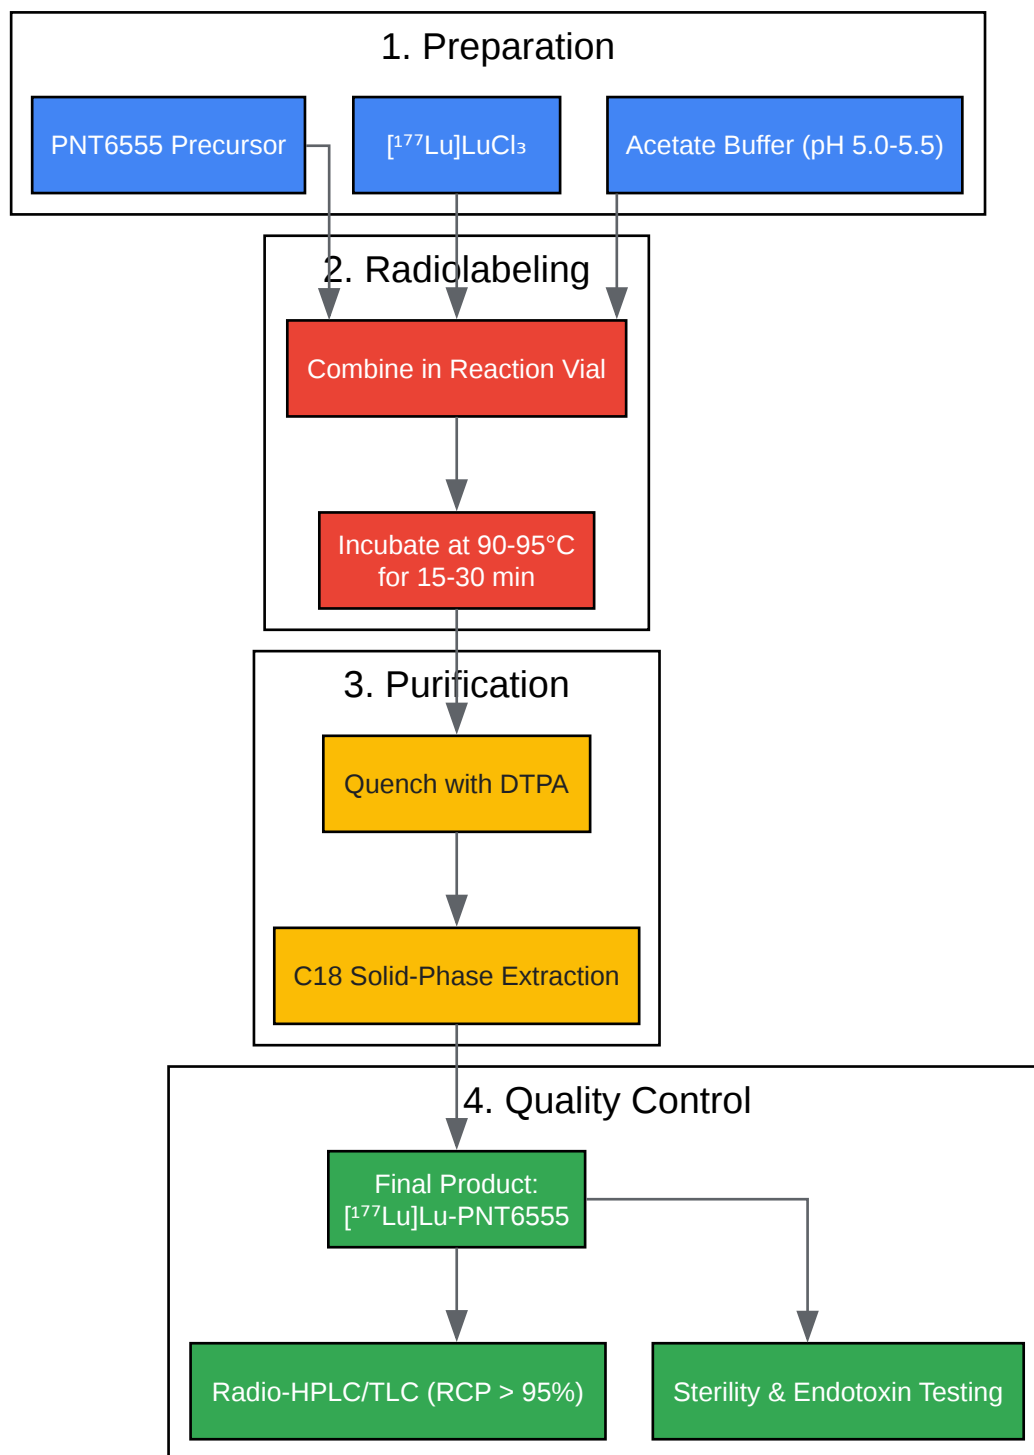 1. Preparation
PNT6555 Precursor
[¹⁷⁷Lu]LuCl₃
Acetate Buffer (pH 5.0-5.5)
2. Radiolabeling
Combine in Reaction Vial
Incubate at 90-95°C
for 15-30 min
3. Purification
Quench with DTPA
C18 Solid-Phase Extraction
4. Quality Control
Final Product:
[¹⁷⁷Lu]Lu-PNT6555
Radio-HPLC/TLC (RCP > 95%)
Sterility & Endotoxin Testing